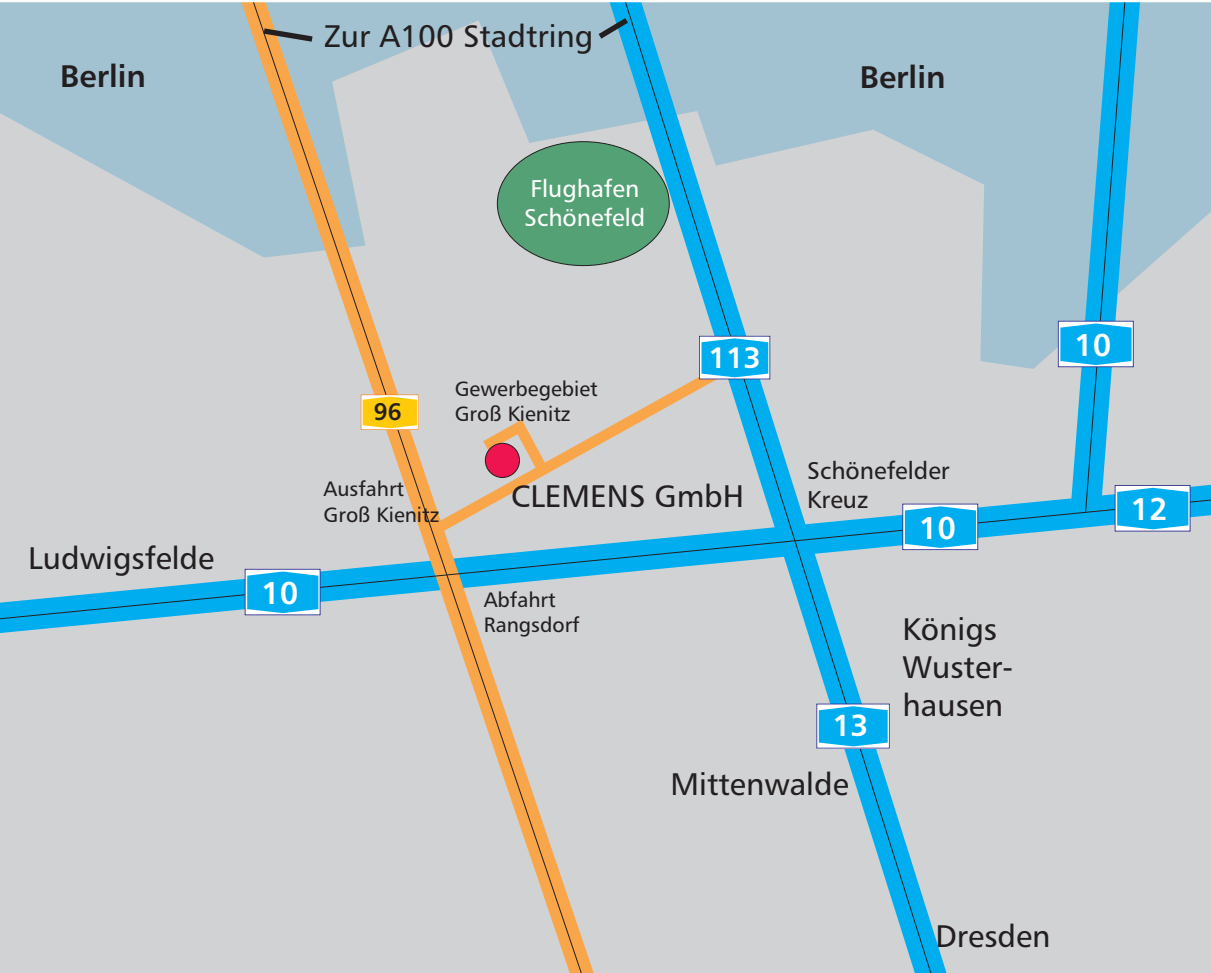 Zur A100 Stadtring
Berlin
Berlin
Flughafen
Schönefeld
113
10
Gewerbegebiet
Groß Kienitz
96
Schönefelder
Kreuz
Ausfahrt
Groß Kienitz
CLEMENS GmbH
12
10
Ludwigsfelde
10
Abfahrt
Rangsdorf
Königs
Wuster-
hausen
13
Mittenwalde
Dresden